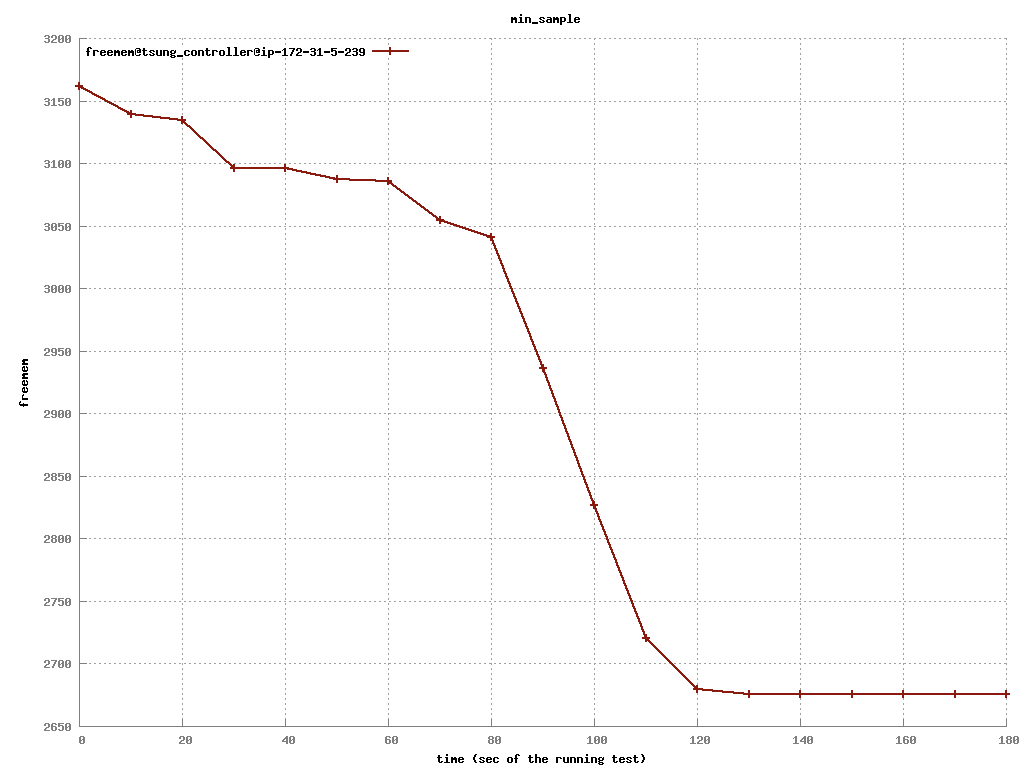 min_sample
freemem@tsung_controller@ip-172-31-5-239
3200
3150
3100
3050
3000
2950
2900
2850
2800
2750
2700
2650
freemem
0 20 40 60 80 100 120 140 160 180
time (sec of the running test)